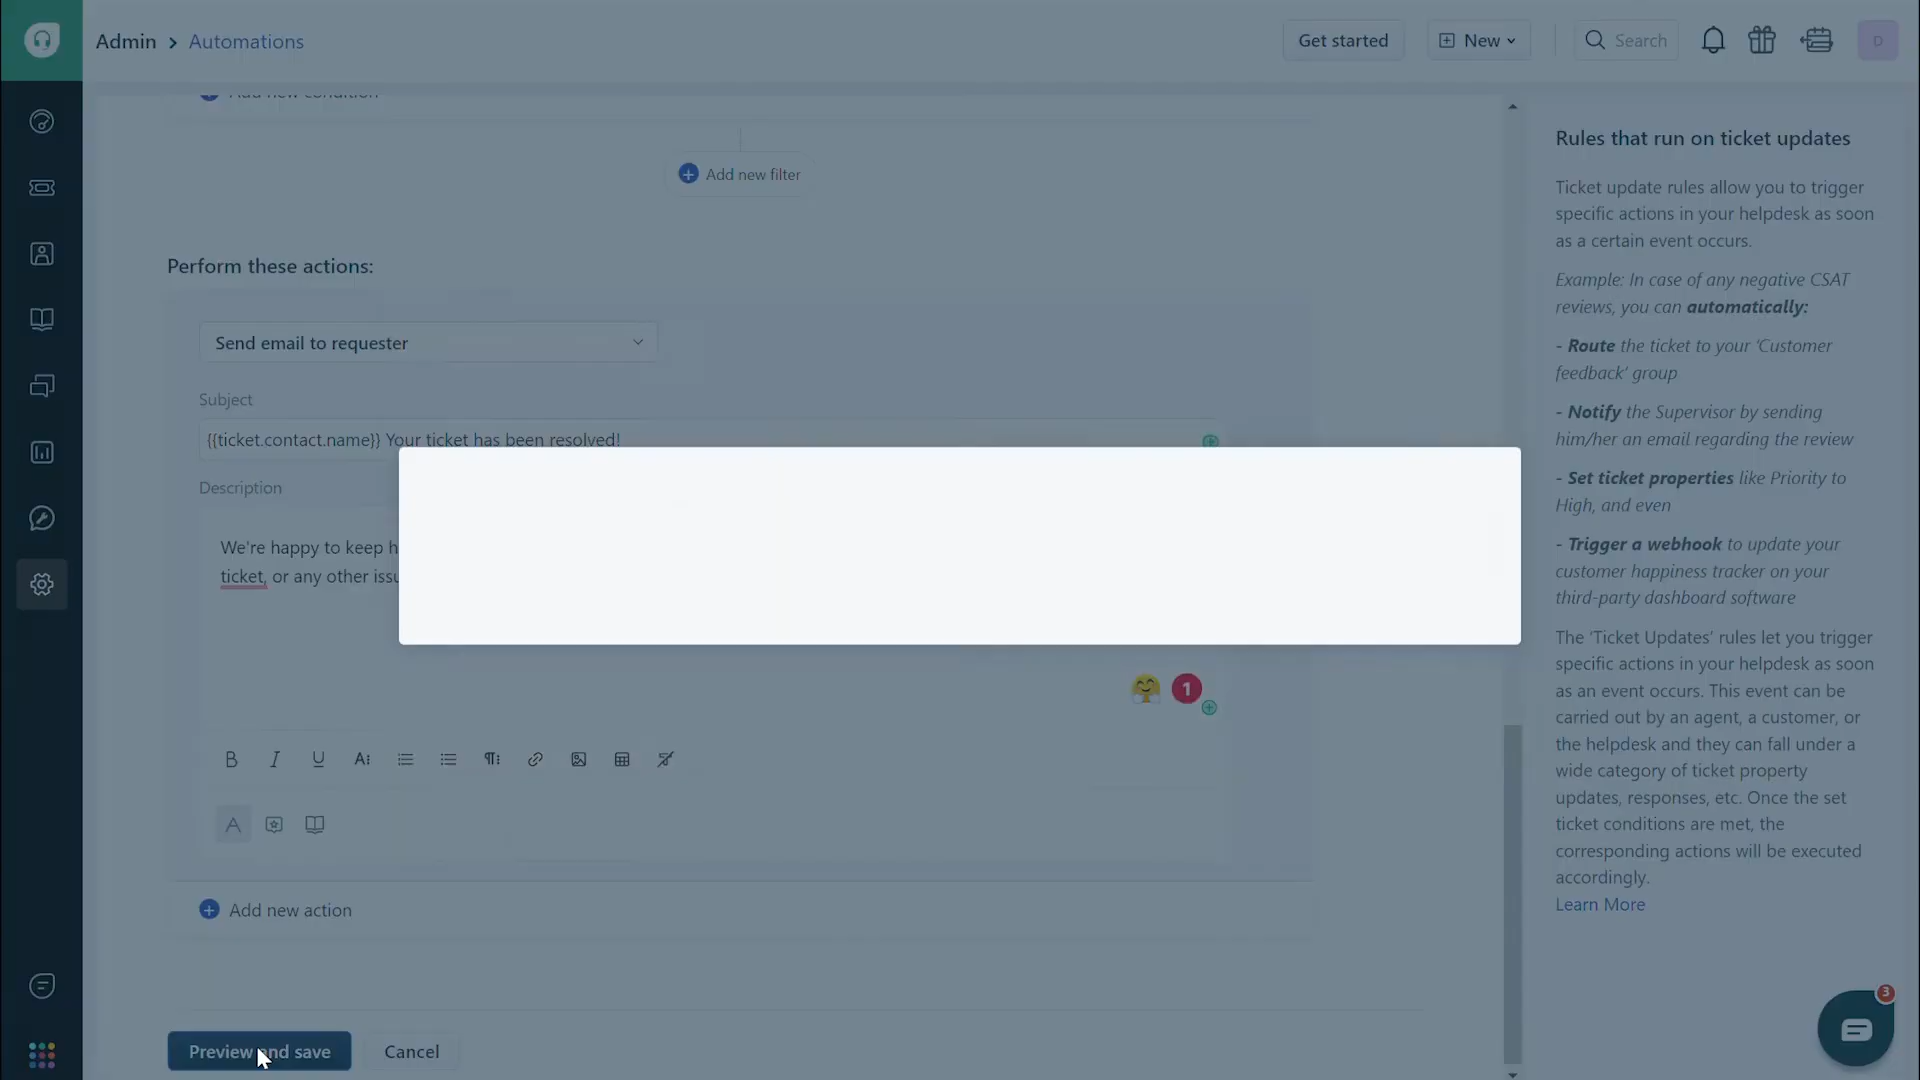 Admin > Automations
Get started
New
Search
D
Add new condition
Add new filter
Perform these actions:
Send email to requester
Subject
{{ticket.contact.name}} Your ticket has been resolved!
Description
We're happy to keep h
ticket, or any other issu
1
Add new action
Preview and save
Cancel
Rules that run on ticket updates
Ticket update rules allow you to trigger
specific actions in your helpdesk as soon
as a certain event occurs.
Example: In case of any negative CSAT
reviews, you can automatically:
- Route the ticket to your 'Customer
feedback' group
- Notify the Supervisor by sending
him/her an email regarding the review
- Set ticket properties like Priority to
High, and even
- Trigger a webhook to update your
customer happiness tracker on your
third-party dashboard software
The 'Ticket Updates' rules let you trigger
specific actions in your helpdesk as soon
as an event occurs. This event can be
carried out by an agent, a customer, or
the helpdesk and they can fall under a
wide category of ticket property
updates, responses, etc. Once the set
ticket conditions are met, the
corresponding actions will be executed
accordingly.
Learn More
3